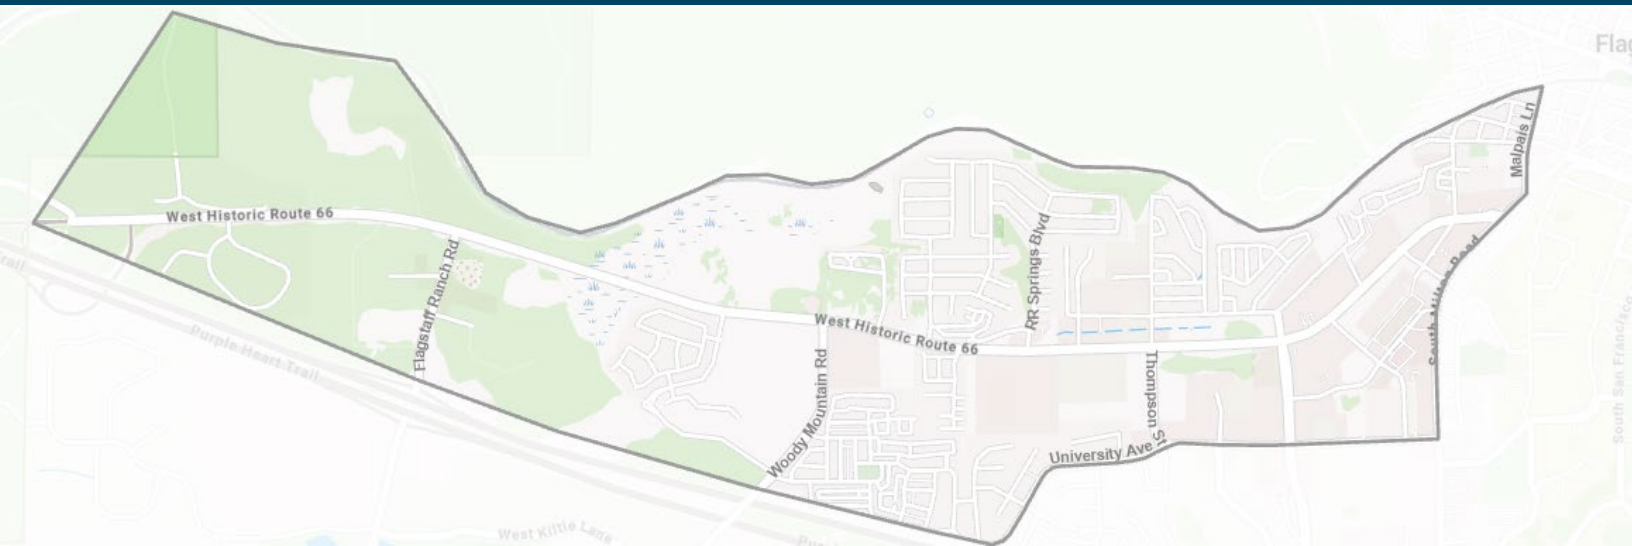 Flag
Malpais Ln
West Historic Route 66
RR Springs Blvd
Flagstaff Ranch Rd
South Milton Road
Trail
Purple Heart Trail
West Historic Route 66
Woody Mountain Rd
Thompson St
University Ave
South San Francisco
West Kiltie Lane